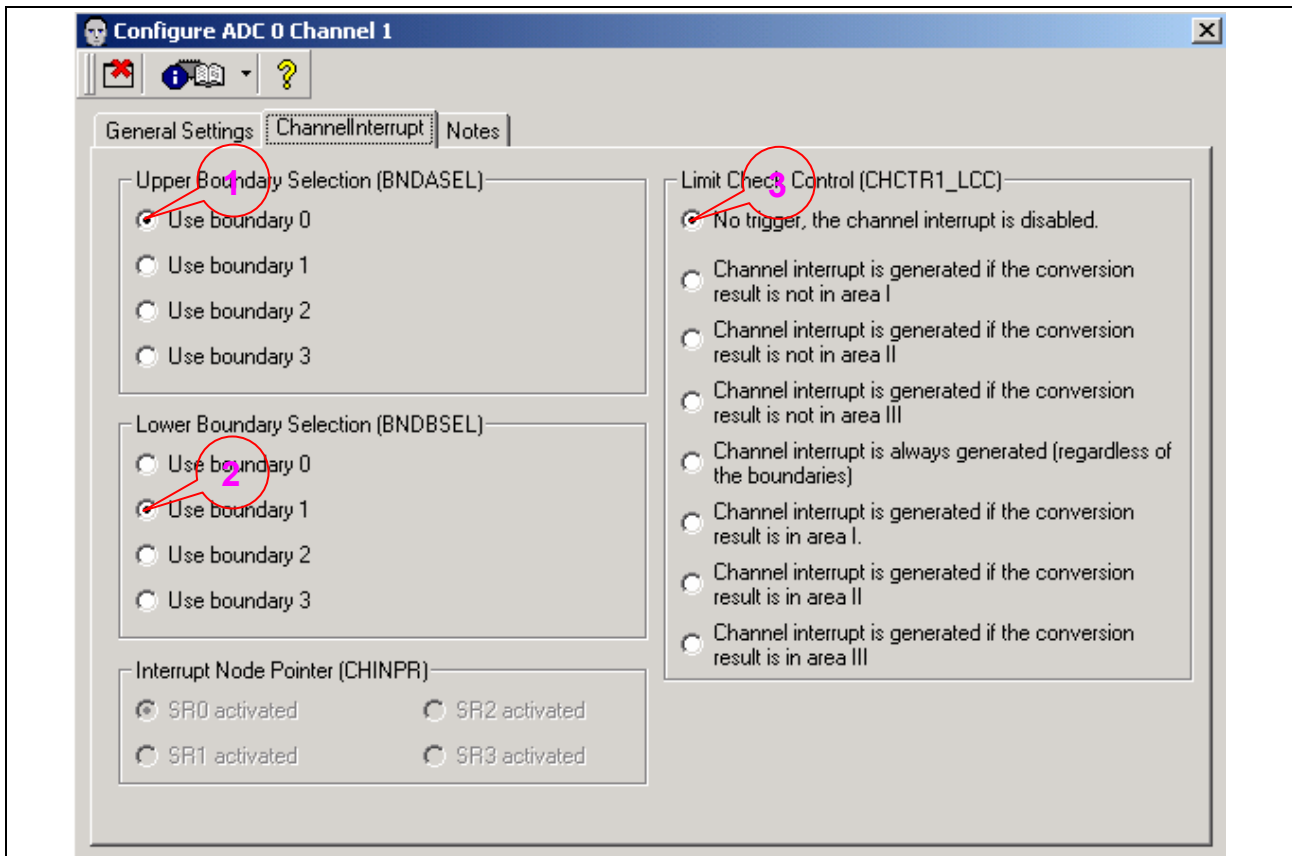 Configure ADC 0 Channel 1
General Settings
ChannelInterrupt
Notes
Upper Boundary Selection (BNDASEL)
1
Use boundary 0
Use boundary 1
Use boundary 2
Use boundary 3
Lower Boundary Selection (BNDBSEL)
Use boundary 0
2
Use boundary 1
Use boundary 2
Use boundary 3
Interrupt Node Pointer (CHINPR)
SR0 activated
SR2 activated
SR1 activated
SR3 activated
Limit Check Control (CHCTR1_LCC)
3
No trigger, the channel interrupt is disabled.
Channel interrupt is generated if the conversion
result is not in area I
Channel interrupt is generated if the conversion
result is not in area II
Channel interrupt is generated if the conversion
result is not in area III
Channel interrupt is always generated (regardless of
the boundaries)
Channel interrupt is generated if the conversion
result is in area I.
Channel interrupt is generated if the conversion
result is in area II
Channel interrupt is generated if the conversion
result is in area III